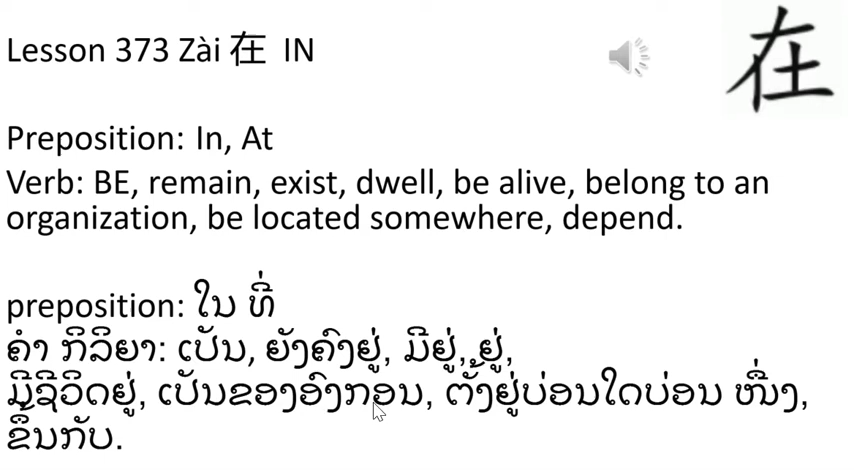 Lesson 373 Zài 在 IN
在
Preposition: In, At
Verb: BE, remain, exist, dwell, be alive, belong to an
organization, be located somewhere, depend.
preposition: ໃນ ທີ່
ຄຳ ກິລິຍາ: ເປັນ, ຍັງຄົງຢູ່, ມີຢູ່, ຢູ່,
ມີຊີວິດຢູ່, ເປັນຂອງອົງກອນ, ຕັ້ງຢູ່ບ່ອນໃດບ່ອນ ໜື່ງ,
ຂຶ້ນກັບ.